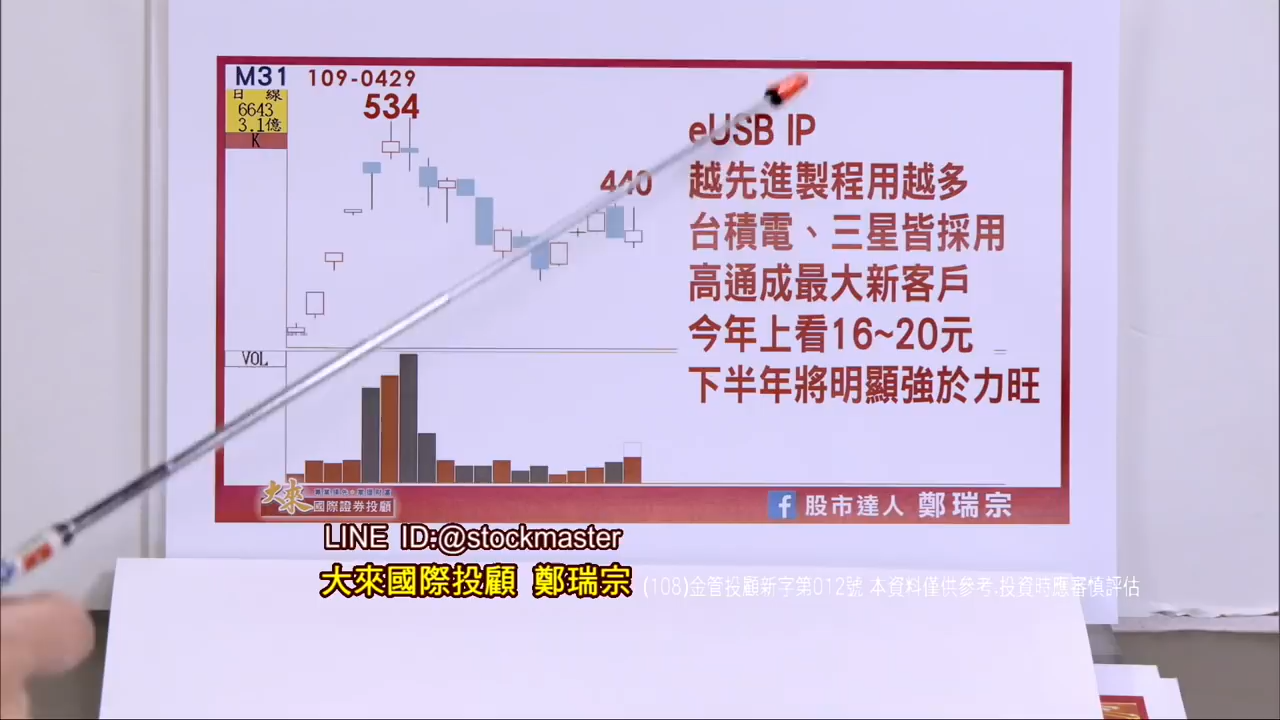 M31 109-0429
日 線
6643
3.1億
K
534
440
eUSB IP
越先進製程用越多
台積電、三星皆採用
高通成最大新客戶
今年上看16~20元
下半年將明顯強於力旺
VOL
大來
國際證券投顧
f 股市達人 鄭瑞宗
LINE ID:@stockmaster
大來國際投顧 鄭瑞宗 (108)金管投顧新字第012號 本資料僅供參考.投資時應審慎評估